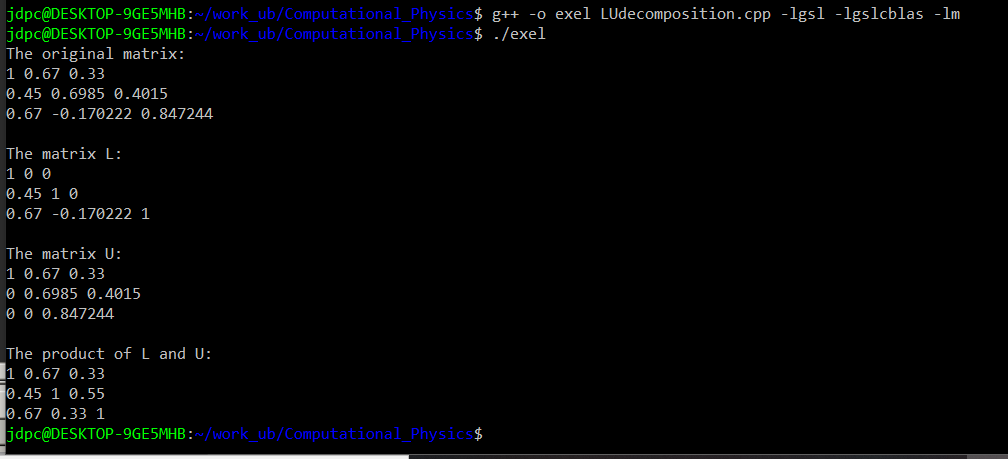 jdpc@DESKTOP-9GE5MHB:~/work_ub/Computational_Physics$ g++ -o exel LUdecomposition.cpp -lgsl -lgslcblas -lm
jdpc@DESKTOP-9GE5MHB:~/work_ub/Computational_Physics$ ./exel
The original matrix:
1 0.67 0.33
0.45 0.6985 0.4015
0.67 -0.170222 0.847244

The matrix L:
1 0 0
0.45 1 0
0.67 -0.170222 1

The matrix U:
1 0.67 0.33
0 0.6985 0.4015
0 0 0.847244

The product of L and U:
1 0.67 0.33
0.45 1 0.55
0.67 0.33 1
jdpc@DESKTOP-9GE5MHB:~/work_ub/Computational_Physics$